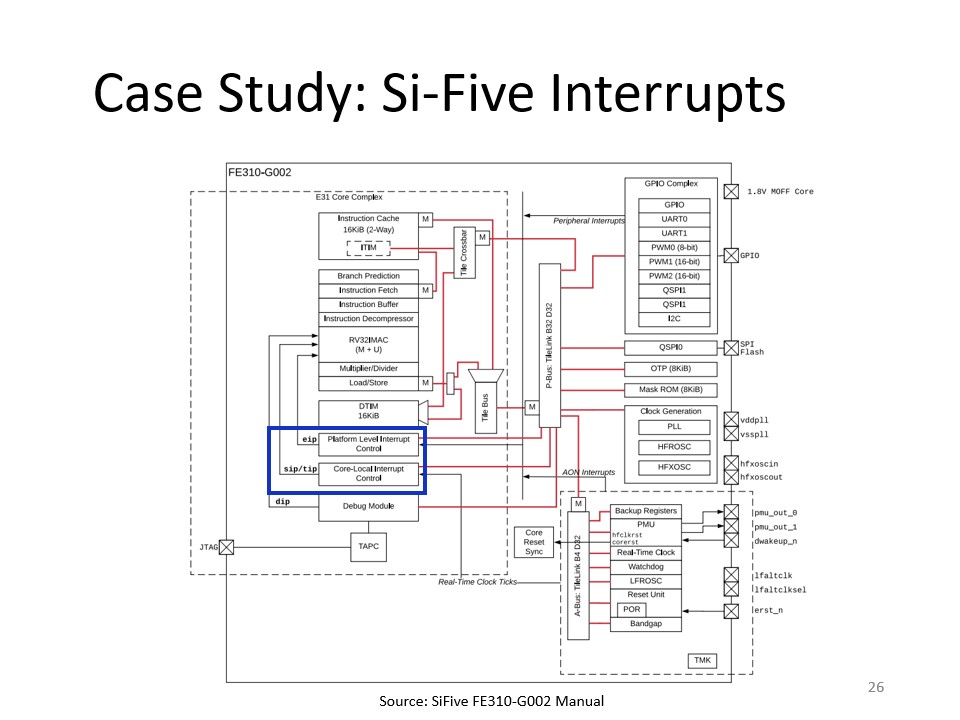 Case Study: Si-Five Interrupts
FE310-G002
E31 Core Complex
Instruction Cache
16KiB (2-Way)
ITIM
M
Branch Prediction
Instruction Fetch
M
Instruction Buffer
Instruction Decompressor
RV32IMAC
(M + U)
Multiplier/Divider
Load/Store
M
DTIM
16KiB
eip
Platform Level Interrupt
Control
sip/tip
Core-Local Interrupt
Control
dip
Debug Module
JTAG
TAPC
Tile Crossbar
M
Tile Bus
M
P-Bus: TileLink B32 D32
Peripheral Interrupts
GPIO Complex
GPIO
UART0
UART1
PWM0 (8-bit)
PWM1 (16-bit)
PWM2 (16-bit)
QSPI1
QSPI1
I2C
QSPI0
OTP (8KiB)
Mask ROM (8KiB)
Clock Generation
PLL
HFROSC
HFXOSC
1.8V MOFF Core
GPIO
SPI
Flash
vddpll
vsspll
hfxoscin
hfxoscout
AON Interrupts
M
Core
Reset
Sync
Real-Time Clock Ticks
A-Bus: TileLink B4 D32
Backup Registers
PMU
hfclkrst
corerst
Real-Time Clock
Watchdog
LFROSC
Reset Unit
POR
Bandgap
TMK
pmu_out_0
pmu_out_1
dwakeup_n
lfaltclk
lfaltclksel
erst_n
Source: SiFive FE310-G002 Manual
26